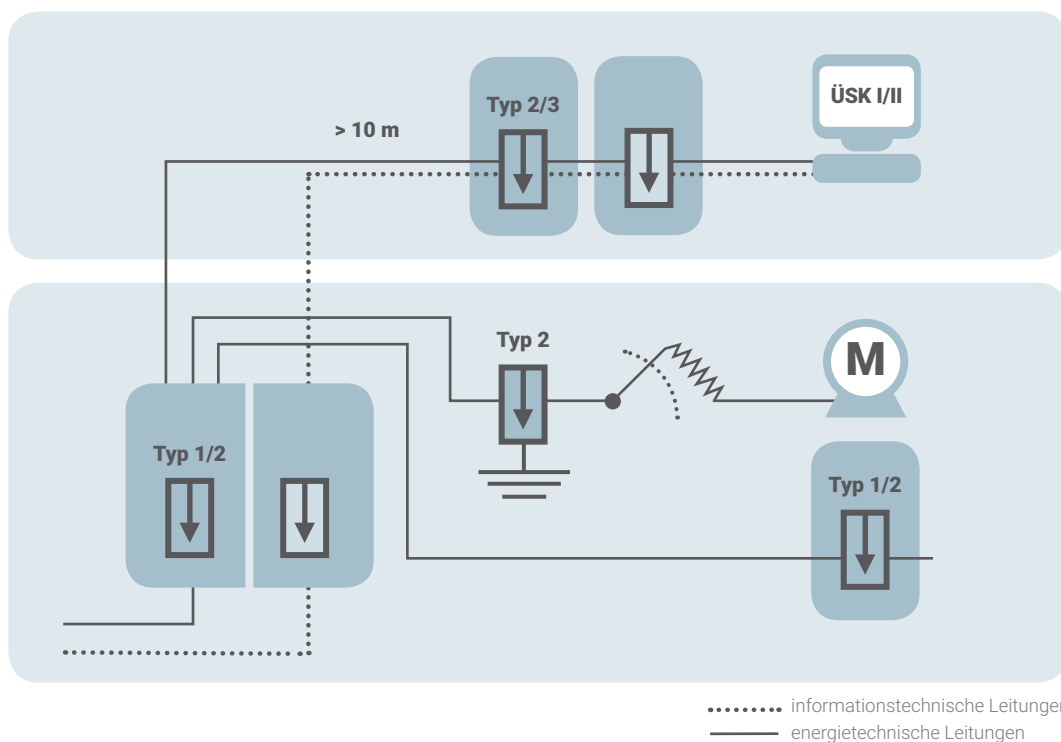 Typ 2/3
ÜSK I/II
> 10 m
Typ 2
M
Typ 1/2
Typ 1/2
informationstechnische Leitungen
energietechnische Leitungen